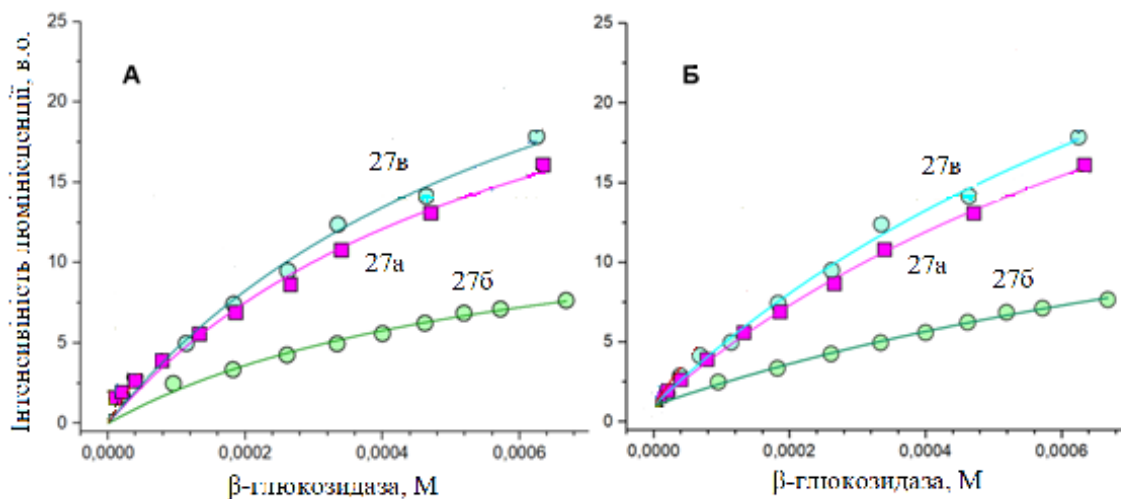 Інтенсивність люмінісценції, в.о.
25
20
15
10
5
0
А
27в
27а
27б
0,0000
0,0002
0,0004
0,0006
β-глюкозидаза, М
25
20
15
10
5
0
Б
27в
27а
27б
0,0000
0,0002
0,0004
0,0006
β-глюкозидаза, М